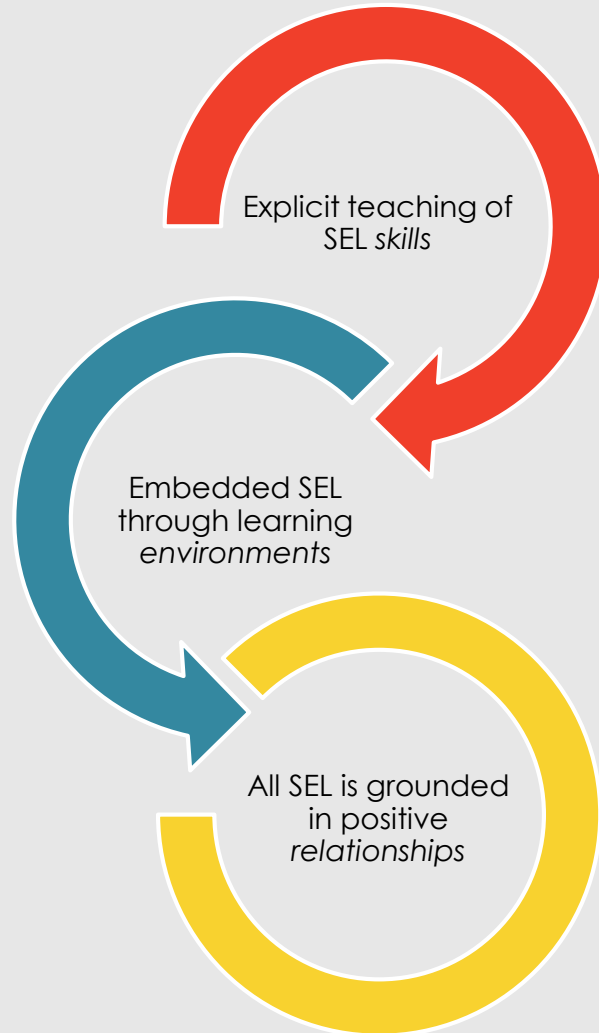 Explicit teaching of
SEL skills
Embedded SEL
through learning
environments
All SEL is grounded
in positive
relationships